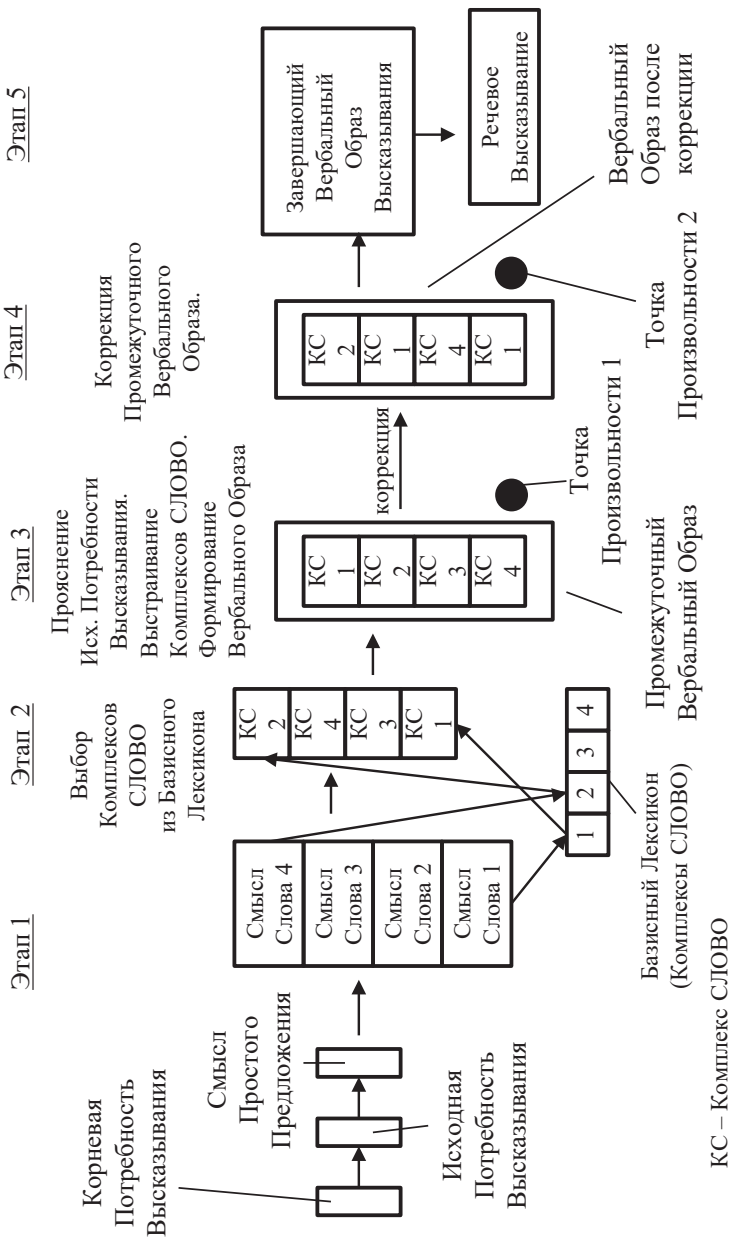 Этап 1
Этап 2
Этап 3
Этап 4
Этап 5
Корневая
Потребность
Высказывания
Смысл
Простого
Предложения
Исходная
Потребность
Высказывания
Смысл
Слова 4
Смысл
Слова 3
Смысл
Слова 2
Смысл
Слова 1
Выбор
Комплексов
СЛОВО
из Базисного
Лексикона
КС
2
КС
4
КС
3
КС
1
1
2
3
4
Базисный Лексикон
(Комплексы СЛОВО)
Прояснение
Исх. Потребности
Высказывания.
Выстраивание
Комплексов СЛОВО.
Формирование
Вербального Образа
КС
1
КС
2
КС
3
КС
4
Точка
Произвольности 1
Промежуточный
Вербальный Образ
коррекция
Коррекция
Промежуточного
Вербального
Образа.
КС
2
КС
1
КС
4
КС
1
Точка
Произвольности 2
Вербальный
Образ после
коррекции
Завершающий
Вербальный
Образ
Высказывания
Речевое
Высказывание
КС – Комплекс СЛОВО